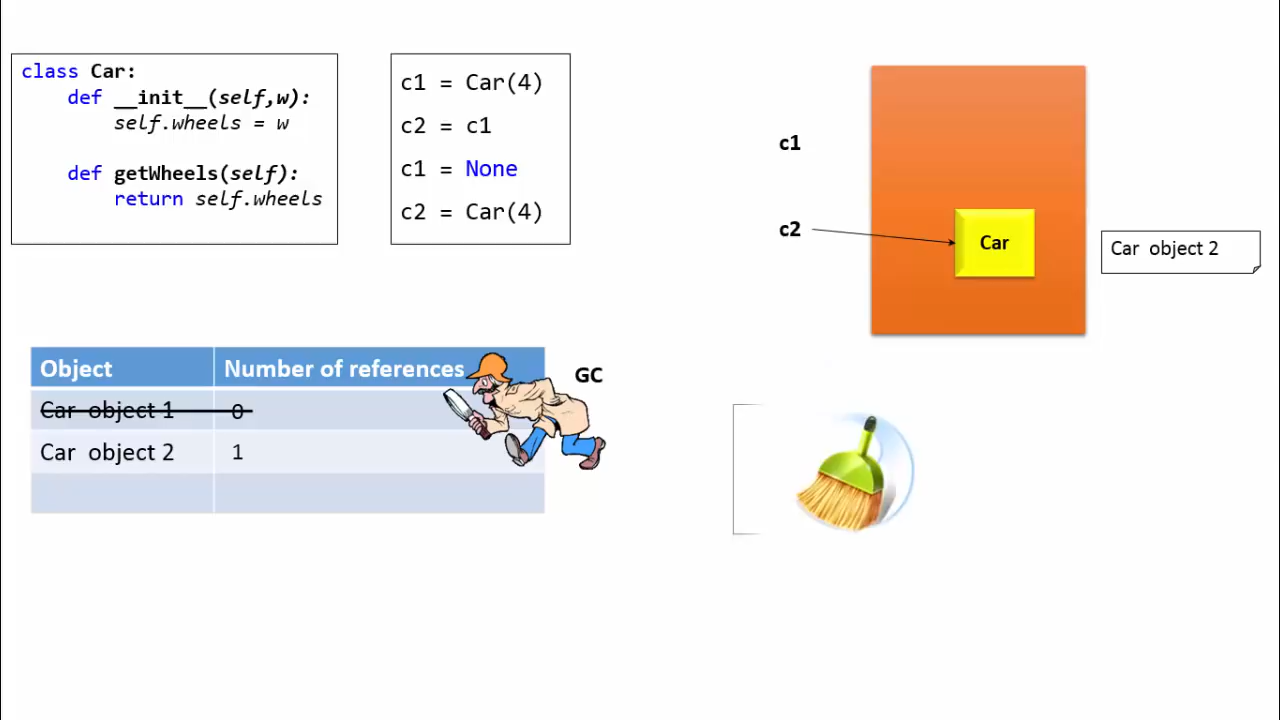 class Car:
def __init__(self,w):
self.wheels = w
def getWheels(self):
return self.wheels
c1 = Car(4)
c2 = c1
c1 = None
c2 = Car(4)
c1
c2
Car
Car object 2
Object Number of references
GC
Car object 1 0
Car object 2 1